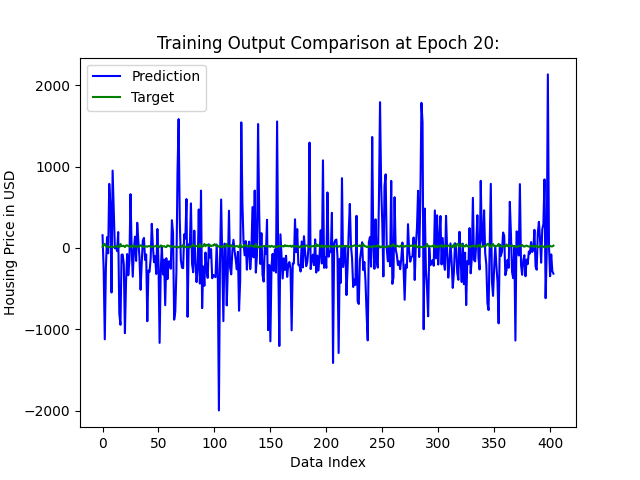 Training Output Comparison at Epoch 20:
Prediction
Target
2000
1000
0
−1000
−2000
Housing Price in USD
0 50 100 150 200 250 300 350 400
Data Index